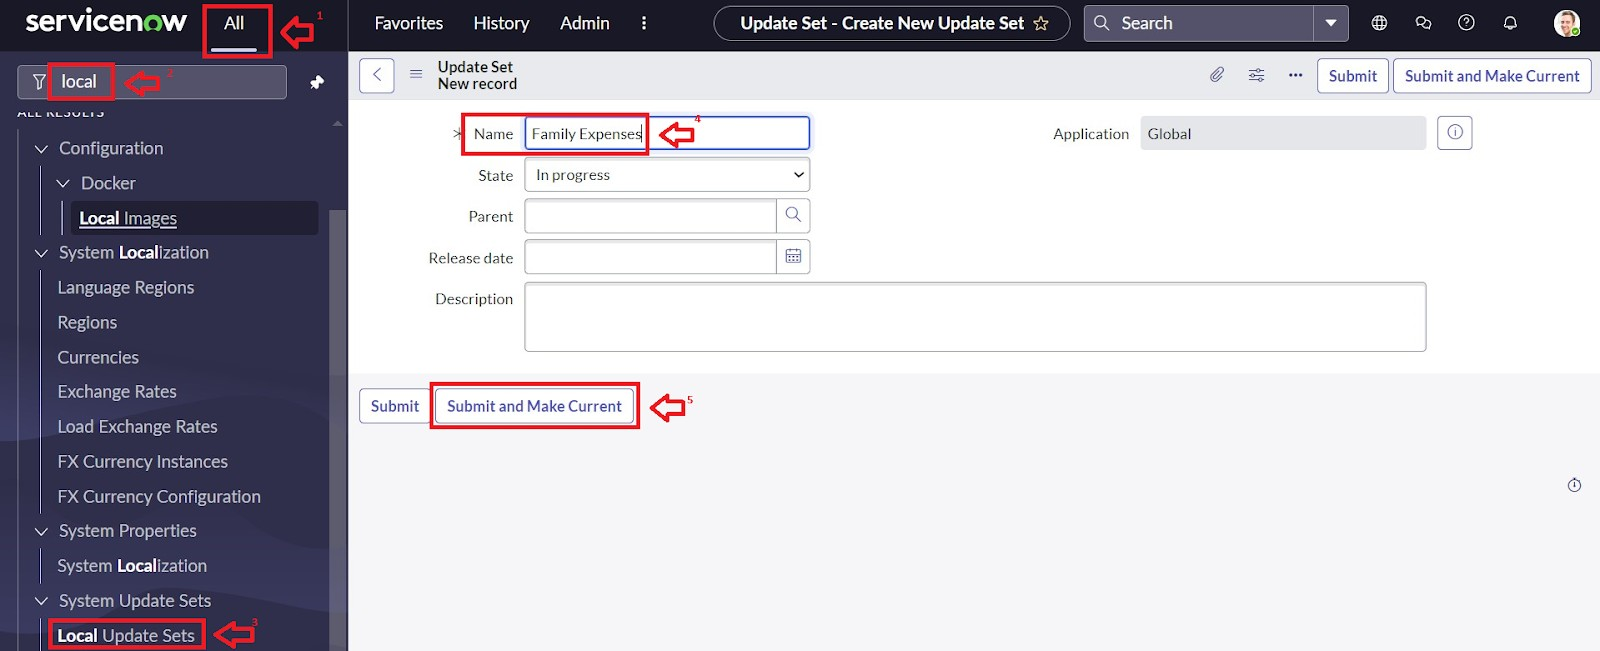 servicenow
All
1
Favorites
History
Admin
Update Set - Create New Update Set
Search
local
2
ALL RESULTS
Configuration
Docker
Local Images
System Localization
Language Regions
Regions
Currencies
Exchange Rates
Load Exchange Rates
FX Currency Instances
FX Currency Configuration
System Properties
System Localization
System Update Sets
Local Update Sets
3
Update Set
New record
Submit
Submit and Make Current
* Name
Family Expenses
4
Application
Global
State
In progress
Parent
Release date
Description
Submit
Submit and Make Current
5